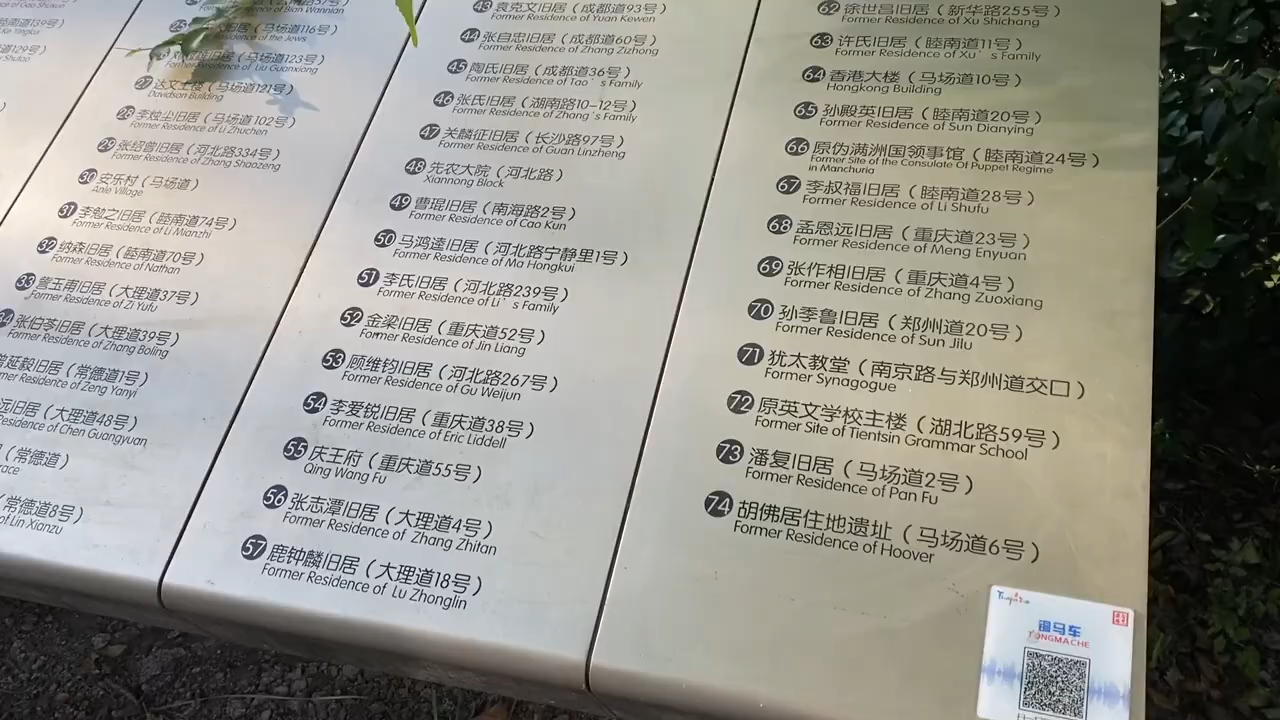 睦南道139号）
道129号）
Former Residence of Bian Wannian
马场道116号）
Residence of the Jews
旧居（马场道123号）
Former Residence of Liu Guanxiong
27 达文士楼（马场道121号）
Davidson Building
28 李烛尘旧居（马场道102号）
Former Residence of Li Zhuchen
29 张绍曾旧居（河北路334号）
Former Residence of Zhang Shaozeng
30 安乐村（马场道）
Anle Village
31 李勉之旧居（睦南道74号）
Former Residence of Li Mianzhi
32 纳森旧居（睦南道70号）
Former Residence of Nathan
33 訾玉甫旧居（大理道37号）
Former Residence of Zi Yufu
34 张伯苓旧居（大理道39号）
Former Residence of Zhang Boling
曾延毅旧居（常德道1号）
Residence of Zeng Yanyi
远旧居（大理道48号）
Residence of Chen Guangyuan
（常德道）
（常德道8号）
of Lin Xianzu
43 袁克文旧居（成都道93号）
Former Residence of Yuan Kewen
44 张自忠旧居（成都道60号）
Former Residence of Zhang Zizhong
45 陶氏旧居（成都道36号）
Former Residence of Tao's Family
46 张氏旧居（湖南路10-12号）
Former Residence of Zhang's Family
47 关麟征旧居（长沙路97号）
Former Residence of Guan Linzheng
48 先农大院（河北路）
Xiannong Block
49 曹琨旧居（南海路2号）
Former Residence of Cao Kun
50 马鸿逵旧居（河北路宁静里1号）
Former Residence of Ma Hongkui
51 李氏旧居（河北路239号）
Former Residence of Li's Family
52 金梁旧居（重庆道52号）
Former Residence of Jin Liang
53 顾维钧旧居（河北路267号）
Former Residence of Gu Weijun
54 李爱锐旧居（重庆道38号）
Former Residence of Eric Liddell
55 庆王府（重庆道55号）
Qing Wang Fu
56 张志潭旧居（大理道4号）
Former Residence of Zhang Zhitan
57 鹿钟麟旧居（大理道18号）
Former Residence of Lu Zhonglin
62 徐世昌旧居（新华路255号）
Former Residence of Xu Shichang
63 许氏旧居（睦南道11号）
Former Residence of Xu's Family
64 香港大楼（马场道10号）
Hongkong Building
65 孙殿英旧居（睦南道20号）
Former Residence of Sun Dianying
66 原伪满洲国领事馆（睦南道24号）
Former Site of the Consulate Of Puppet Regime
in Manchuria
67 李叔福旧居（睦南道28号）
Former Residence of Li Shufu
68 孟恩远旧居（重庆道23号）
Former Residence of Meng Enyuan
69 张作相旧居（重庆道4号）
Former Residence of Zhang Zuoxiang
70 孙季鲁旧居（郑州道20号）
Former Residence of Sun Jilu
71 犹太教堂（南京路与郑州道交口）
Former Synagogue
72 原英文学校主楼（湖北路59号）
Former Site of Tientsin Grammar School
73 潘复旧居（马场道2号）
Former Residence of Pan Fu
74 胡佛居住地遗址（马场道6号）
Former Residence of Hoover
铜马车
TONGMACHE